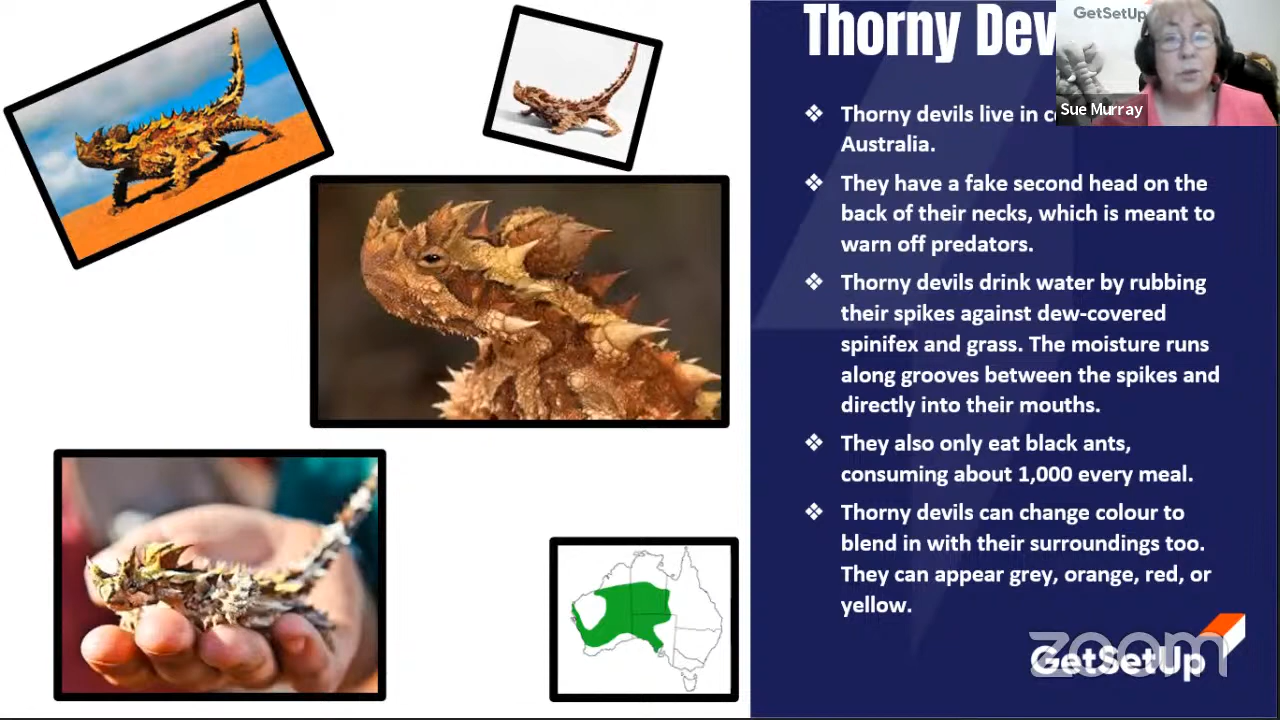 Thorny Dev
GetSetUp
Sue Murray
❖ Thorny devils live in
Australia.
❖ They have a fake second head on the
back of their necks, which is meant to
warn off predators.
❖ Thorny devils drink water by rubbing
their spikes against dew-covered
spinifex and grass. The moisture runs
along grooves between the spikes and
directly into their mouths.
❖ They also only eat black ants,
consuming about 1,000 every meal.
❖ Thorny devils can change colour to
blend in with their surroundings too.
They can appear grey, orange, red, or
yellow.
zoom
GetSetUp